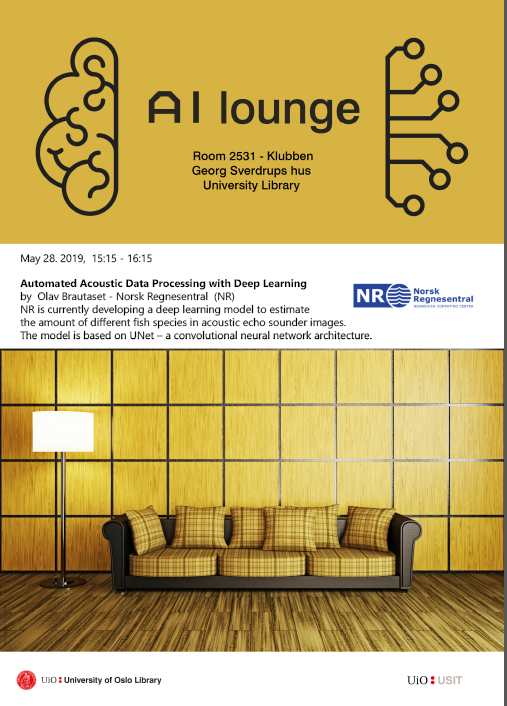 AI lounge
Room 2531 - Klubben
Georg Sverdrups hus
University Library
May 28. 2019, 15:15 - 16:15
Automated Acoustic Data Processing with Deep Learning
by Olav Brautaset - Norsk Regnesentral (NR)
NR is currently developing a deep learning model to estimate
the amount of different fish species in acoustic echo sounder images.
The model is based on UNet – a convolutional neural network architecture.
NR
Norsk
Regnesentral
NORWEGIAN COMPUTING CENTER
UiO : University of Oslo Library
UiO : USIT